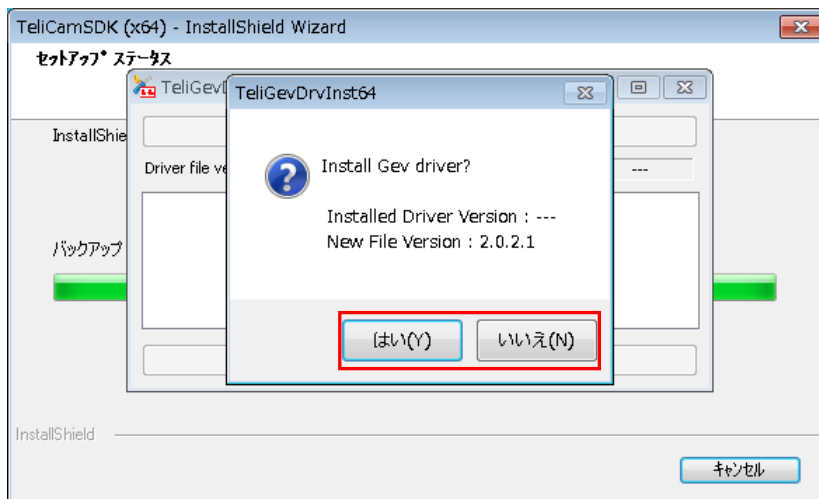 TeliCamSDK (x64) - InstallShield Wizard
セットアップ ステータス
TeliGev
TeliGevDrvInst64
InstallShie
Driver file ve
---
Install Gev driver?
Installed Driver Version : ---
New File Version : 2.0.2.1
バックアップ
はい(Y)
いいえ(N)
InstallShield
キャンセル